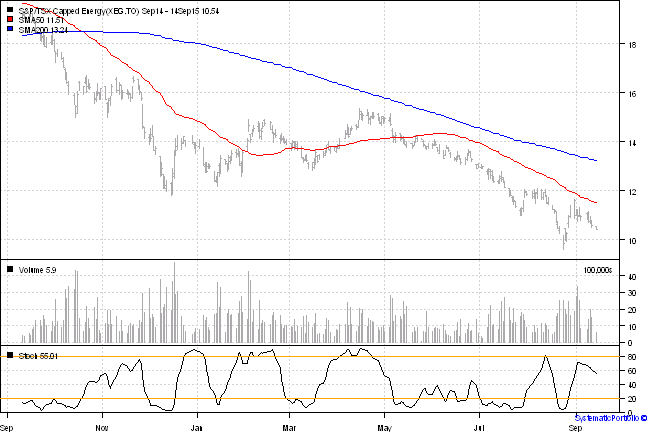 S&P/TSX Capped Energy(XEG.TO) Sep14 - 14Sep15 10.54
SMA50 11.51
SMA200 13.24
18
16
14
12
10
Volume 5.9
100,000s
40
30
20
10
0
Stoch 55.01
80
60
40
20
0
Sep
Nov
Jan
Mar
May
Jul
Sep
SystematicPortfolio ©